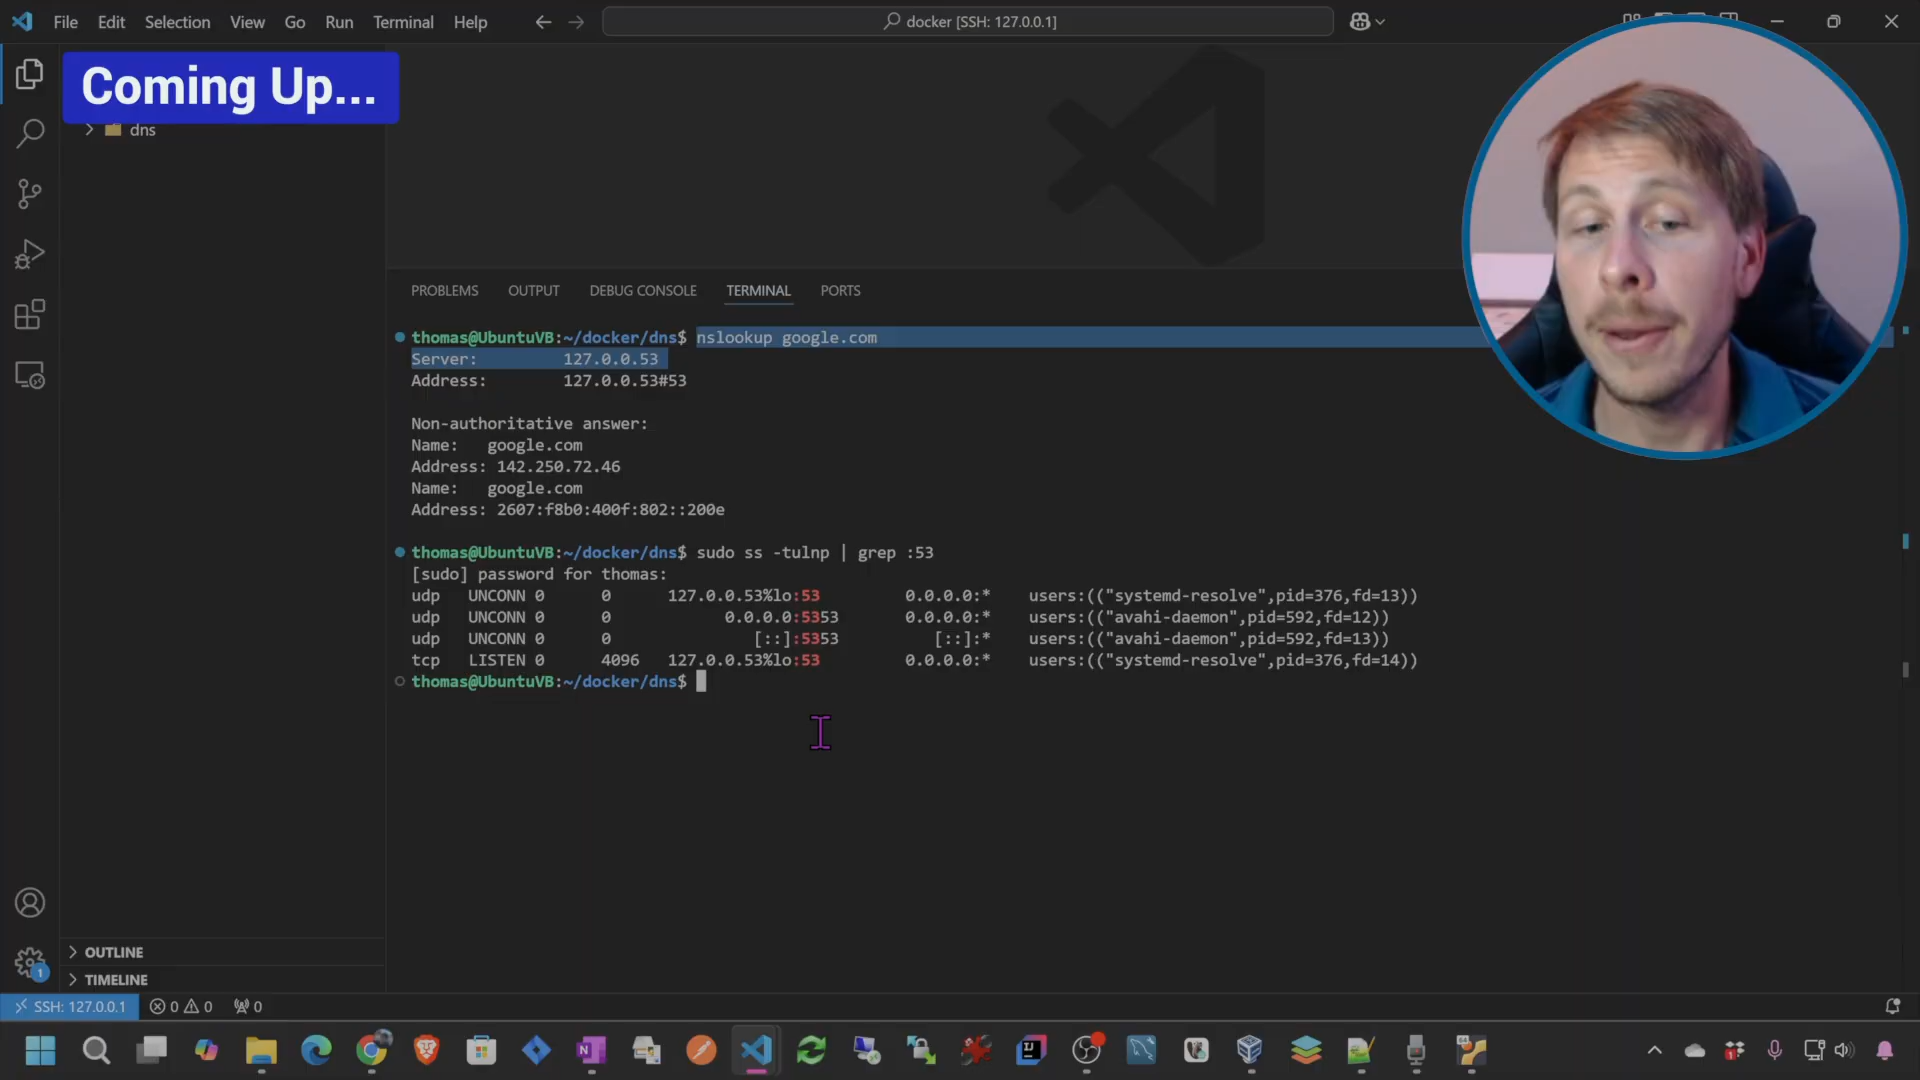 File Edit Selection View Go Run Terminal Help
docker [SSH: 127.0.0.1]
Coming Up...
dns
PROBLEMS OUTPUT DEBUG CONSOLE TERMINAL PORTS
thomas@UbuntuVB:~/docker/dns$ nslookup google.com
Server: 127.0.0.53
Address: 127.0.0.53#53
Non-authoritative answer:
Name: google.com
Address: 142.250.72.46
Name: google.com
Address: 2607:f8b0:400f:802::200e
thomas@UbuntuVB:~/docker/dns$ sudo ss -tulnp | grep :53
[sudo] password for thomas:
udp UNCONN 0 0 127.0.0.53%lo:53 0.0.0.0:* users:(("systemd-resolve",pid=376,fd=13))
udp UNCONN 0 0 0.0.0.0:5353 0.0.0.0:* users:(("avahi-daemon",pid=592,fd=12))
udp UNCONN 0 0 [::]:5353 [::]:* users:(("avahi-daemon",pid=592,fd=13))
tcp LISTEN 0 4096 127.0.0.53%lo:53 0.0.0.0:* users:(("systemd-resolve",pid=376,fd=14))
thomas@UbuntuVB:~/docker/dns$
OUTLINE
1
TIMELINE
SSH: 127.0.0.1 0 0 0